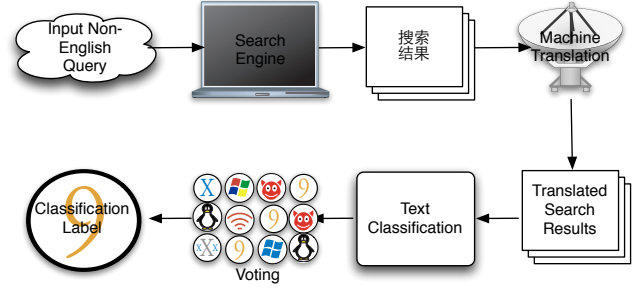 Input Non-
English
Query
Search
Engine
搜索
结果
Machine
Translation
Translated
Search
Results
Text
Classification
X
9
9
xXx
9
Voting
9
Classification
Label